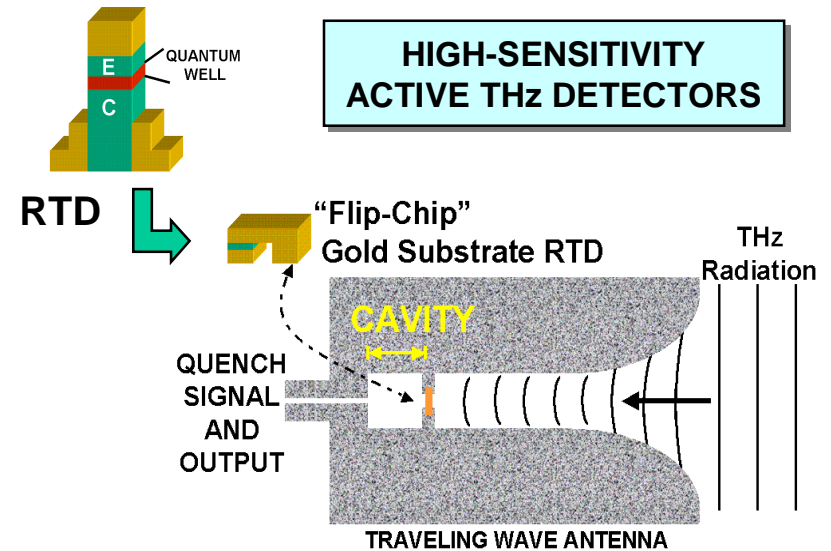 HIGH-SENSITIVITY
ACTIVE THz DETECTORS
QUANTUM
WELL
E
C
RTD
“Flip-Chip”
Gold Substrate RTD
THz
Radiation
CAVITY
QUENCH
SIGNAL
AND
OUTPUT
TRAVELING WAVE ANTENNA